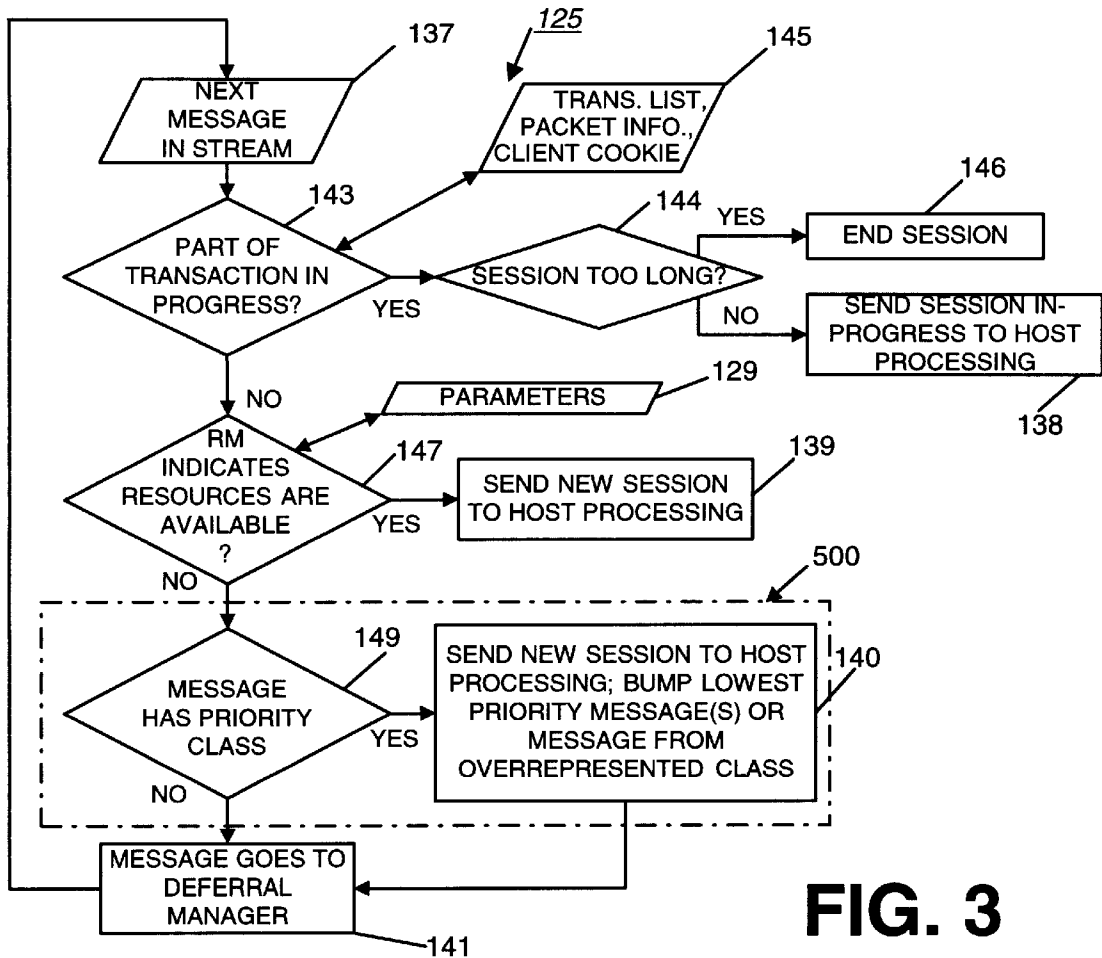 137
125
145
NEXT
MESSAGE
IN STREAM
TRANS. LIST,
PACKET INFO.,
CLIENT COOKIE
143
144
146
PART OF
TRANSACTION IN
PROGRESS?
YES
SESSION TOO LONG?
YES
END SESSION
NO
SEND SESSION IN-
PROGRESS TO HOST
PROCESSING
138
NO
PARAMETERS
129
RM
INDICATES
RESOURCES ARE
AVAILABLE
?
147
YES
SEND NEW SESSION
TO HOST PROCESSING
139
NO
500
149
MESSAGE
HAS PRIORITY
CLASS
YES
SEND NEW SESSION TO HOST
PROCESSING; BUMP LOWEST
PRIORITY MESSAGE(S) OR
MESSAGE FROM
OVERREPRESENTED CLASS
140
NO
MESSAGE GOES TO
DEFERRAL
MANAGER
141
FIG. 3